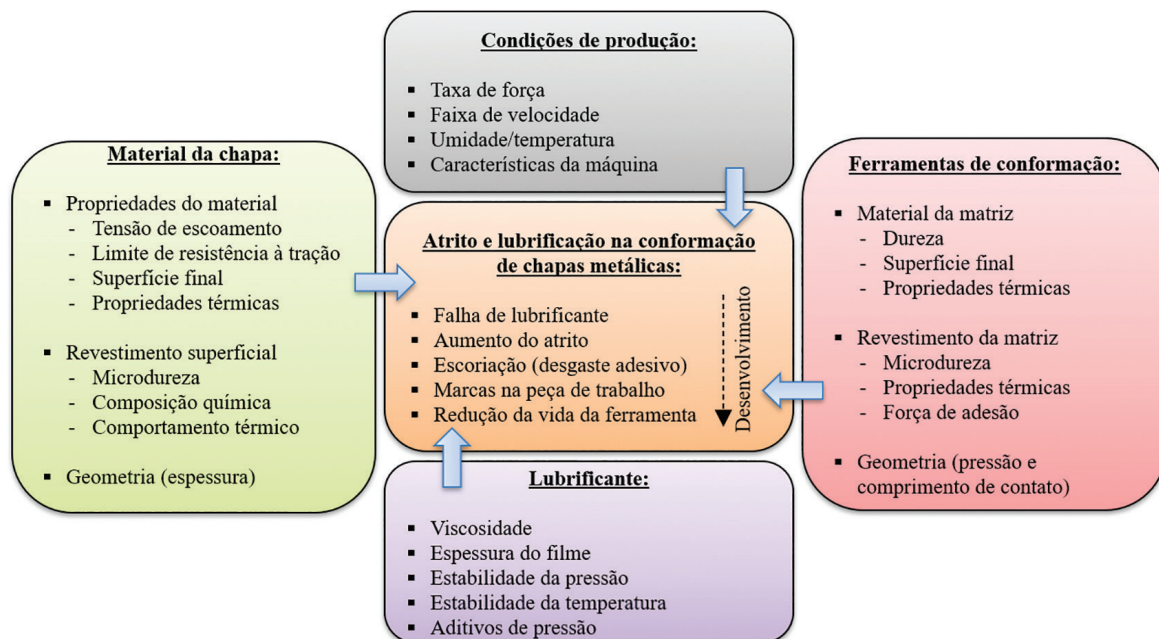 Condições de produção:
▪ Taxa de força
▪ Faixa de velocidade
▪ Umidade/temperatura
▪ Características da máquina
Material da chapa:
▪ Propriedades do material
- Tensão de escoamento
- Limite de resistência à tração
- Superfície final
- Propriedades térmicas
▪ Revestimento superficial
- Microdureza
- Composição química
- Comportamento térmico
▪ Geometria (espessura)
Atrito e lubrificação na conformação
de chapas metálicas:
▪ Falha de lubrificante
▪ Aumento do atrito
▪ Escoriação (desgaste adesivo)
▪ Marcas na peça de trabalho
▪ Redução da vida da ferramenta
Desenvolvimento
Ferramentas de conformação:
▪ Material da matriz
- Dureza
- Superfície final
- Propriedades térmicas
▪ Revestimento da matriz
- Microdureza
- Propriedades térmicas
- Força de adesão
▪ Geometria (pressão e
comprimento de contato)
Lubrificante:
▪ Viscosidade
▪ Espessura do filme
▪ Estabilidade da pressão
▪ Estabilidade da temperatura
▪ Aditivos de pressão